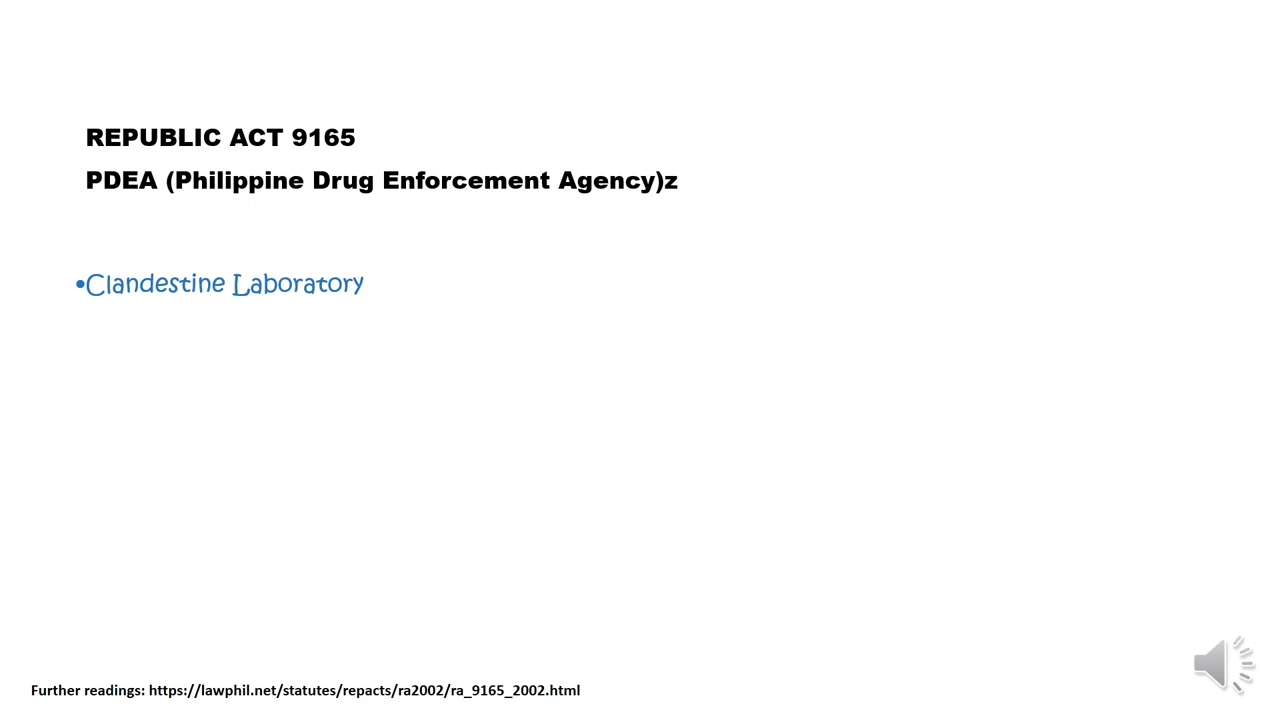 REPUBLIC ACT 9165
PDEA (Philippine Drug Enforcement Agency)z
•Clandestine Laboratory
Further readings: https://lawphil.net/statutes/repacts/ra2002/ra_9165_2002.html